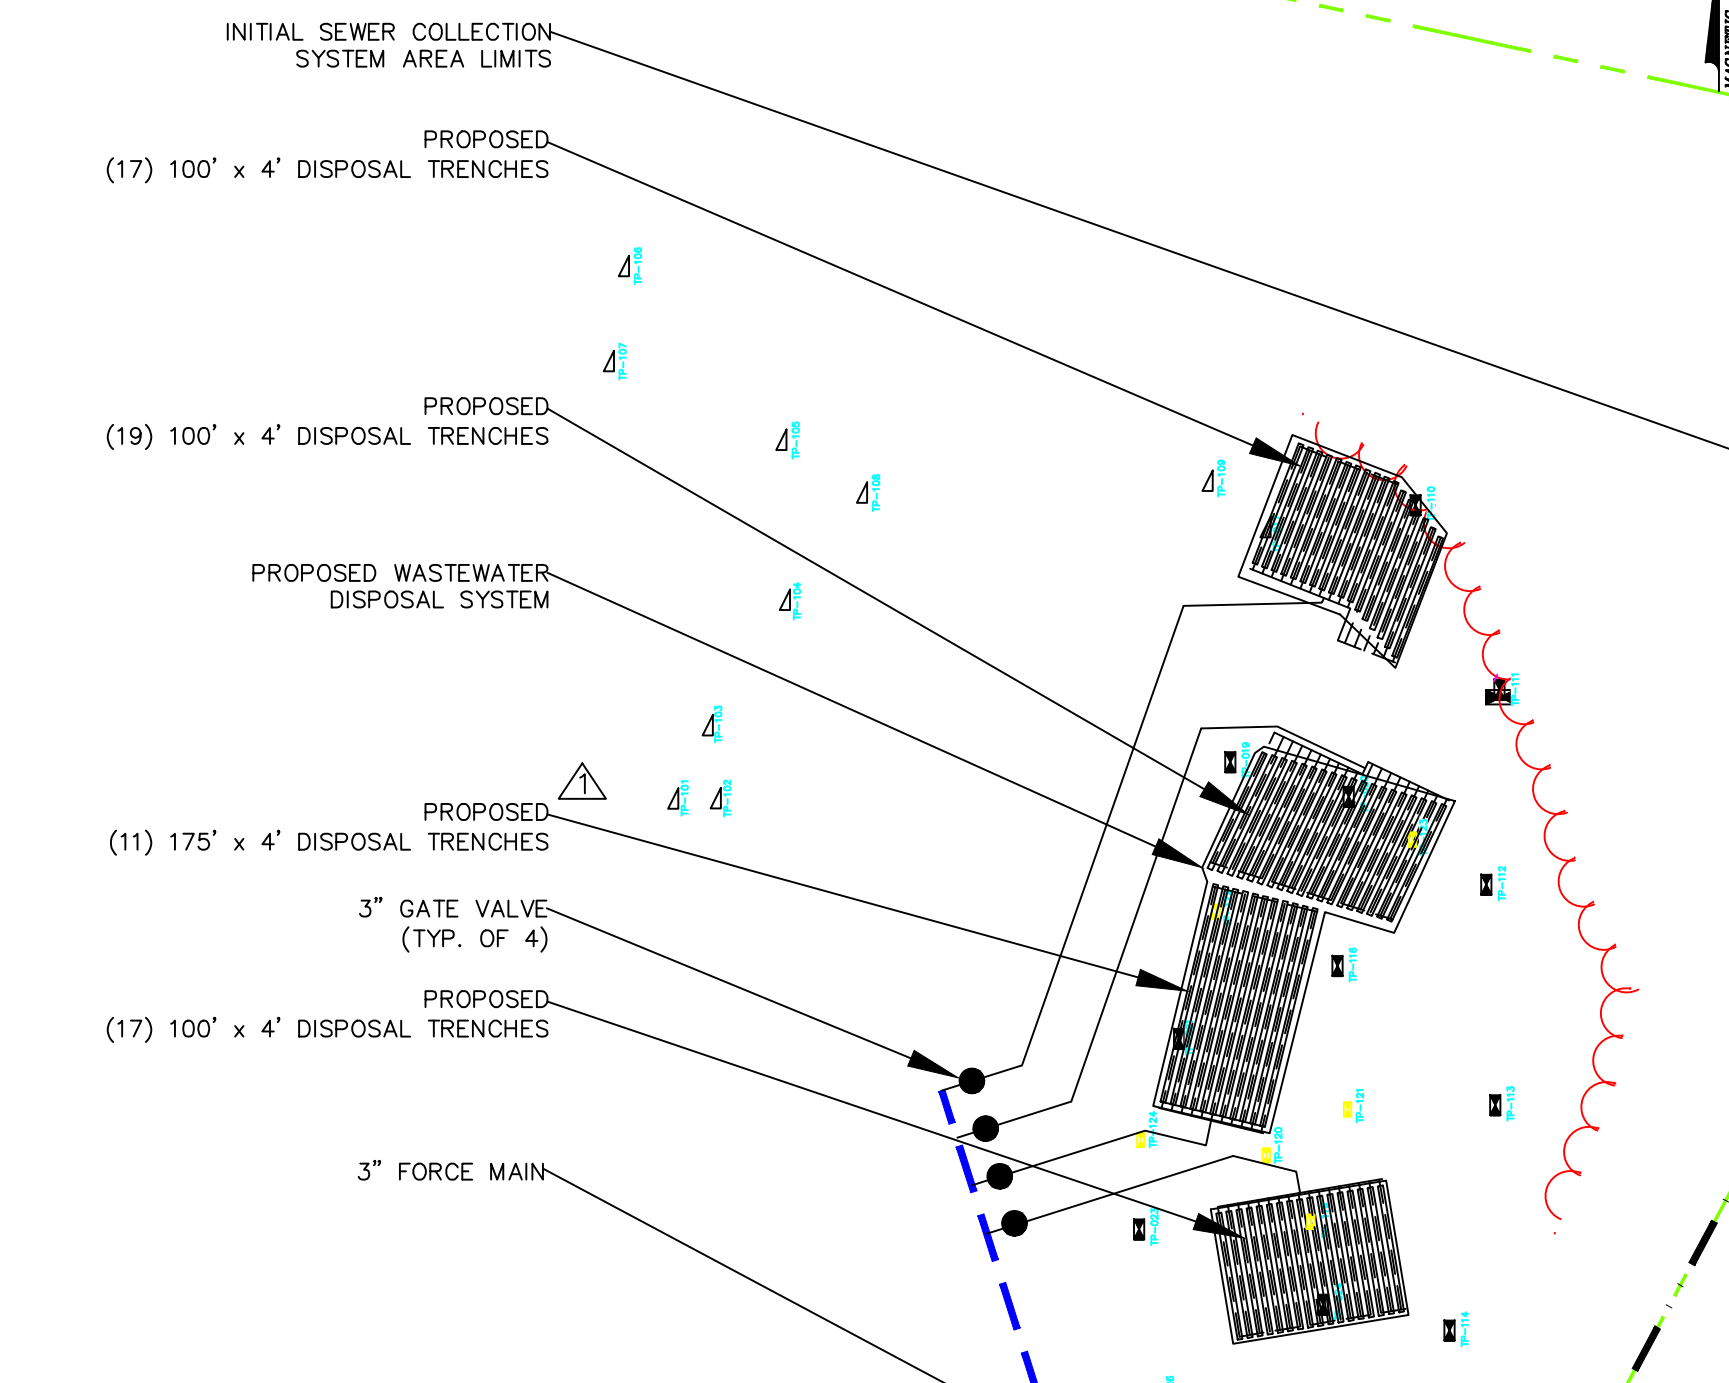 INITIAL SEWER COLLECTION
SYSTEM AREA LIMITS
PROPOSED
(17) 100' x 4' DISPOSAL TRENCHES
TP-106
TP-107
PROPOSED
(19) 100' x 4' DISPOSAL TRENCHES
TP-105
TP-108
TP-109
TP-110
PROPOSED WASTEWATER
DISPOSAL SYSTEM
TP-104
TP-111
TP-103
TP-019
1
TP-101
TP-102
PROPOSED
(11) 175' x 4' DISPOSAL TRENCHES
TP-112
3" GATE VALVE
(TYP. OF 4)
TP-116
PROPOSED
(17) 100' x 4' DISPOSAL TRENCHES
TP-121
TP-113
TP-124
TP-120
3" FORCE MAIN
TP-023
TP-114